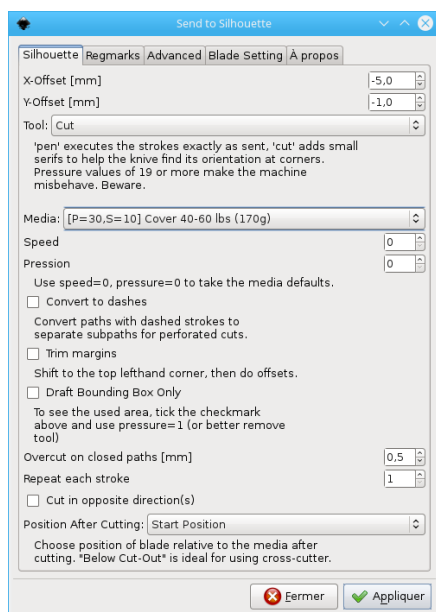 Send to Silhouette
Silhouette Regmarks Advanced Blade Setting À propos
X-Offset [mm] -5,0
Y-Offset [mm] -1,0
Tool: Cut
'pen' executes the strokes exactly as sent, 'cut' adds small
serifs to help the knive find its orientation at corners.
Pressure values of 19 or more make the machine
misbehave. Beware.
Media: [P=30,S=10] Cover 40-60 lbs (170g)
Speed 0
Pression 0
Use speed=0, pressure=0 to take the media defaults.
Convert to dashes
Convert paths with dashed strokes to
separate subpaths for perforated cuts.
Trim margins
Shift to the top lefthand corner, then do offsets.
Draft Bounding Box Only
To see the used area, tick the checkmark
above and use pressure=1 (or better remove
tool)
Overcut on closed paths [mm] 0,5
Repeat each stroke 1
Cut in opposite direction(s)
Position After Cutting: Start Position
Choose position of blade relative to the media after
cutting. "Below Cut-Out" is ideal for using cross-cutter.
Fermer Appliquer